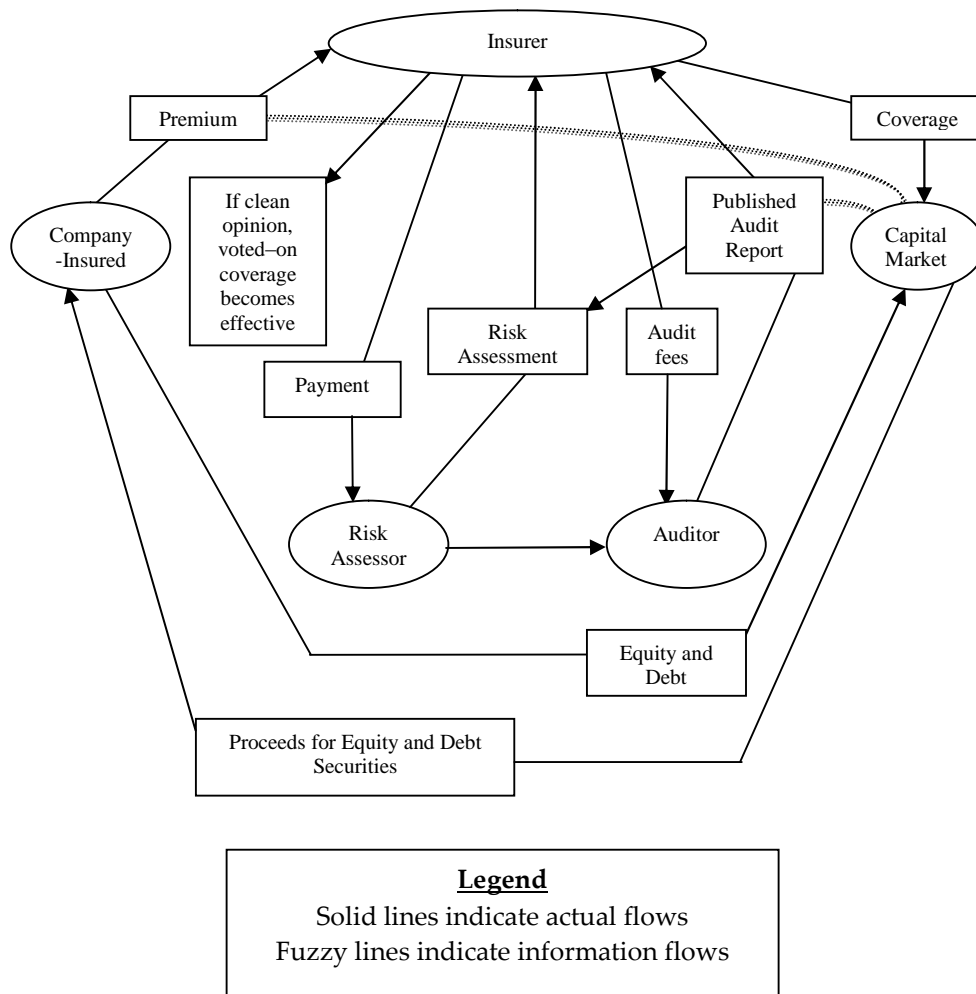 Insurer
Premium
Coverage
If clean
opinion,
voted–on
coverage
becomes
effective
Published
Audit
Report
Company
-Insured
Capital
Market
Risk
Assessment
Audit
fees
Payment
Risk
Assessor
Auditor
Equity and
Debt
Proceeds for Equity and Debt
Securities
Legend
Solid lines indicate actual flows
Fuzzy lines indicate information flows